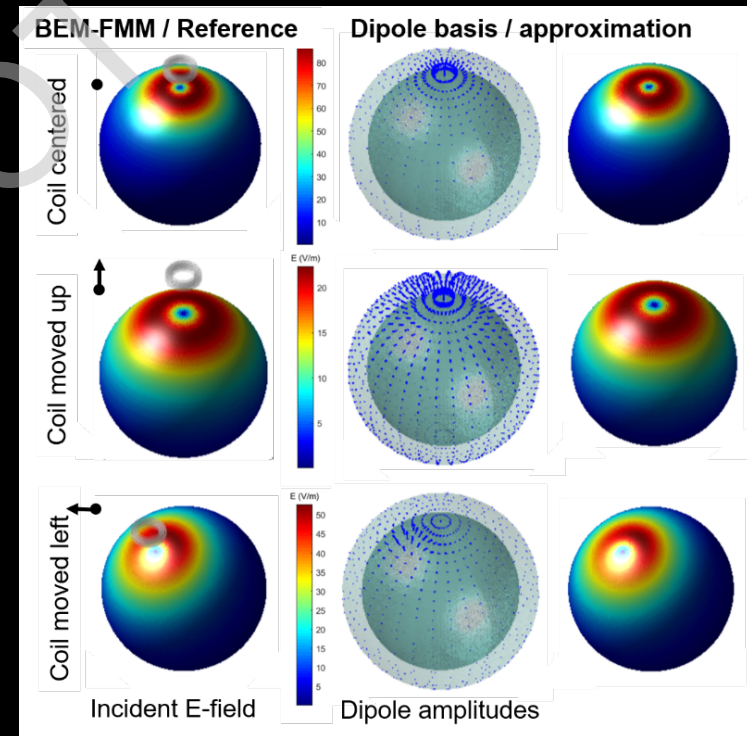 BEM-FMM / Reference
Dipole basis / approximation
Coil centered
80
70
60
50
40
30
20
10
Coil moved up
E (V/m)
20
15
10
5
Coil moved left
E (V/m)
50
45
40
35
30
25
20
15
10
5
Incident E-field
Dipole amplitudes